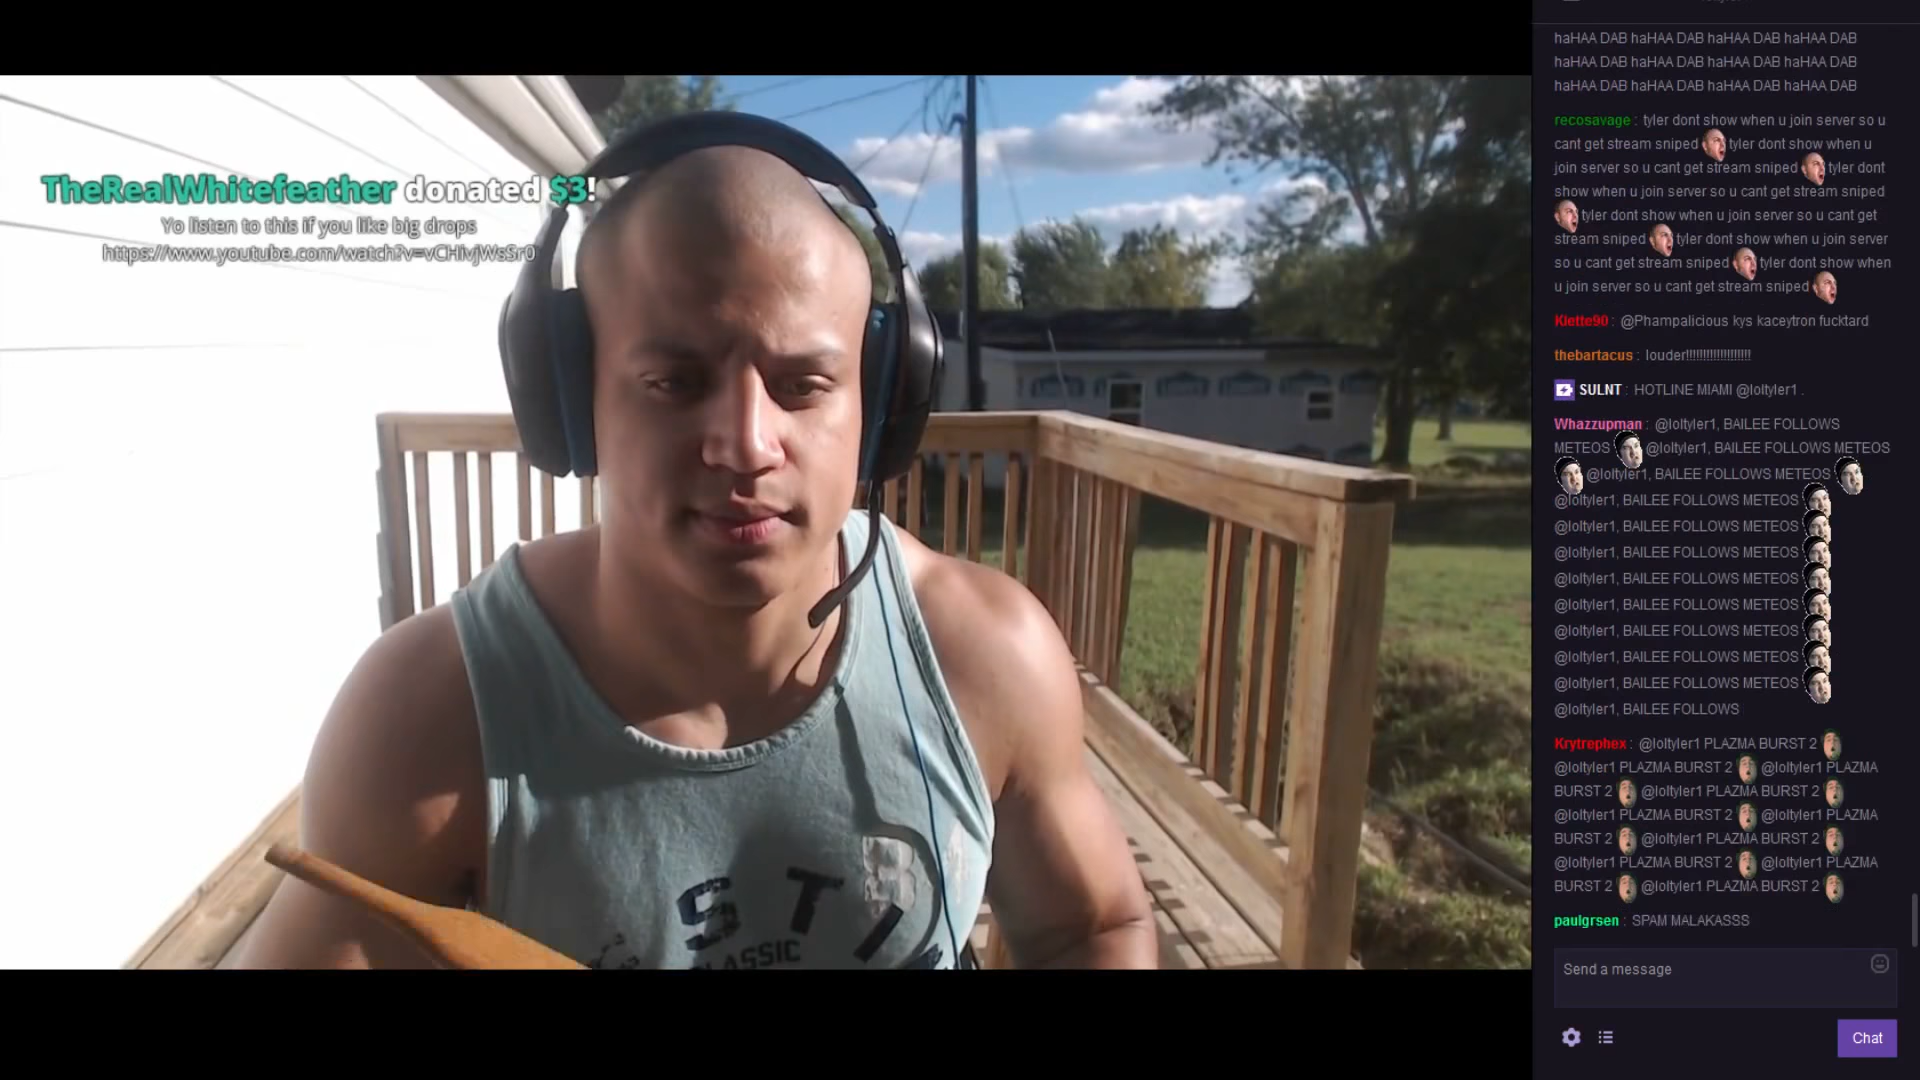 TheRealWhitefeather donated $3!
Yo listen to this if you like big drops
https://www.youtube.com/watch?v=vCHivjWsSr0
STB
CLASSIC
haHAA DAB haHAA DAB haHAA DAB haHAA DAB
haHAA DAB haHAA DAB haHAA DAB haHAA DAB
haHAA DAB haHAA DAB haHAA DAB haHAA DAB
recosavage : tyler dont show when u join server so u
cant get stream sniped tyler dont show when u
join server so u cant get stream sniped tyler dont
show when u join server so u cant get stream sniped
tyler dont show when u join server so u cant get
stream sniped tyler dont show when u join server
so u cant get stream sniped tyler dont show when
u join server so u cant get stream sniped
Klette90 : @Phampalicious kys kaceytron fucktard
thebartacus : louder!!!!!!!!!!!!!!!!!!!
SULNT : HOTLINE MIAMI @loltyler1 .
Whazzupman : @loltyler1, BAILEE FOLLOWS
METEOS @loltyler1, BAILEE FOLLOWS METEOS
@loltyler1, BAILEE FOLLOWS METEOS
@loltyler1, BAILEE FOLLOWS METEOS
@loltyler1, BAILEE FOLLOWS METEOS
@loltyler1, BAILEE FOLLOWS METEOS
@loltyler1, BAILEE FOLLOWS METEOS
@loltyler1, BAILEE FOLLOWS METEOS
@loltyler1, BAILEE FOLLOWS METEOS
@loltyler1, BAILEE FOLLOWS METEOS
@loltyler1, BAILEE FOLLOWS METEOS
@loltyler1, BAILEE FOLLOWS
Krytrephex : @loltyler1 PLAZMA BURST 2
@loltyler1 PLAZMA BURST 2 @loltyler1 PLAZMA
BURST 2 @loltyler1 PLAZMA BURST 2
@loltyler1 PLAZMA BURST 2 @loltyler1 PLAZMA
BURST 2 @loltyler1 PLAZMA BURST 2
@loltyler1 PLAZMA BURST 2 @loltyler1 PLAZMA
BURST 2 @loltyler1 PLAZMA BURST 2
paulgrsen : SPAM MALAKASSS
Send a message
Chat